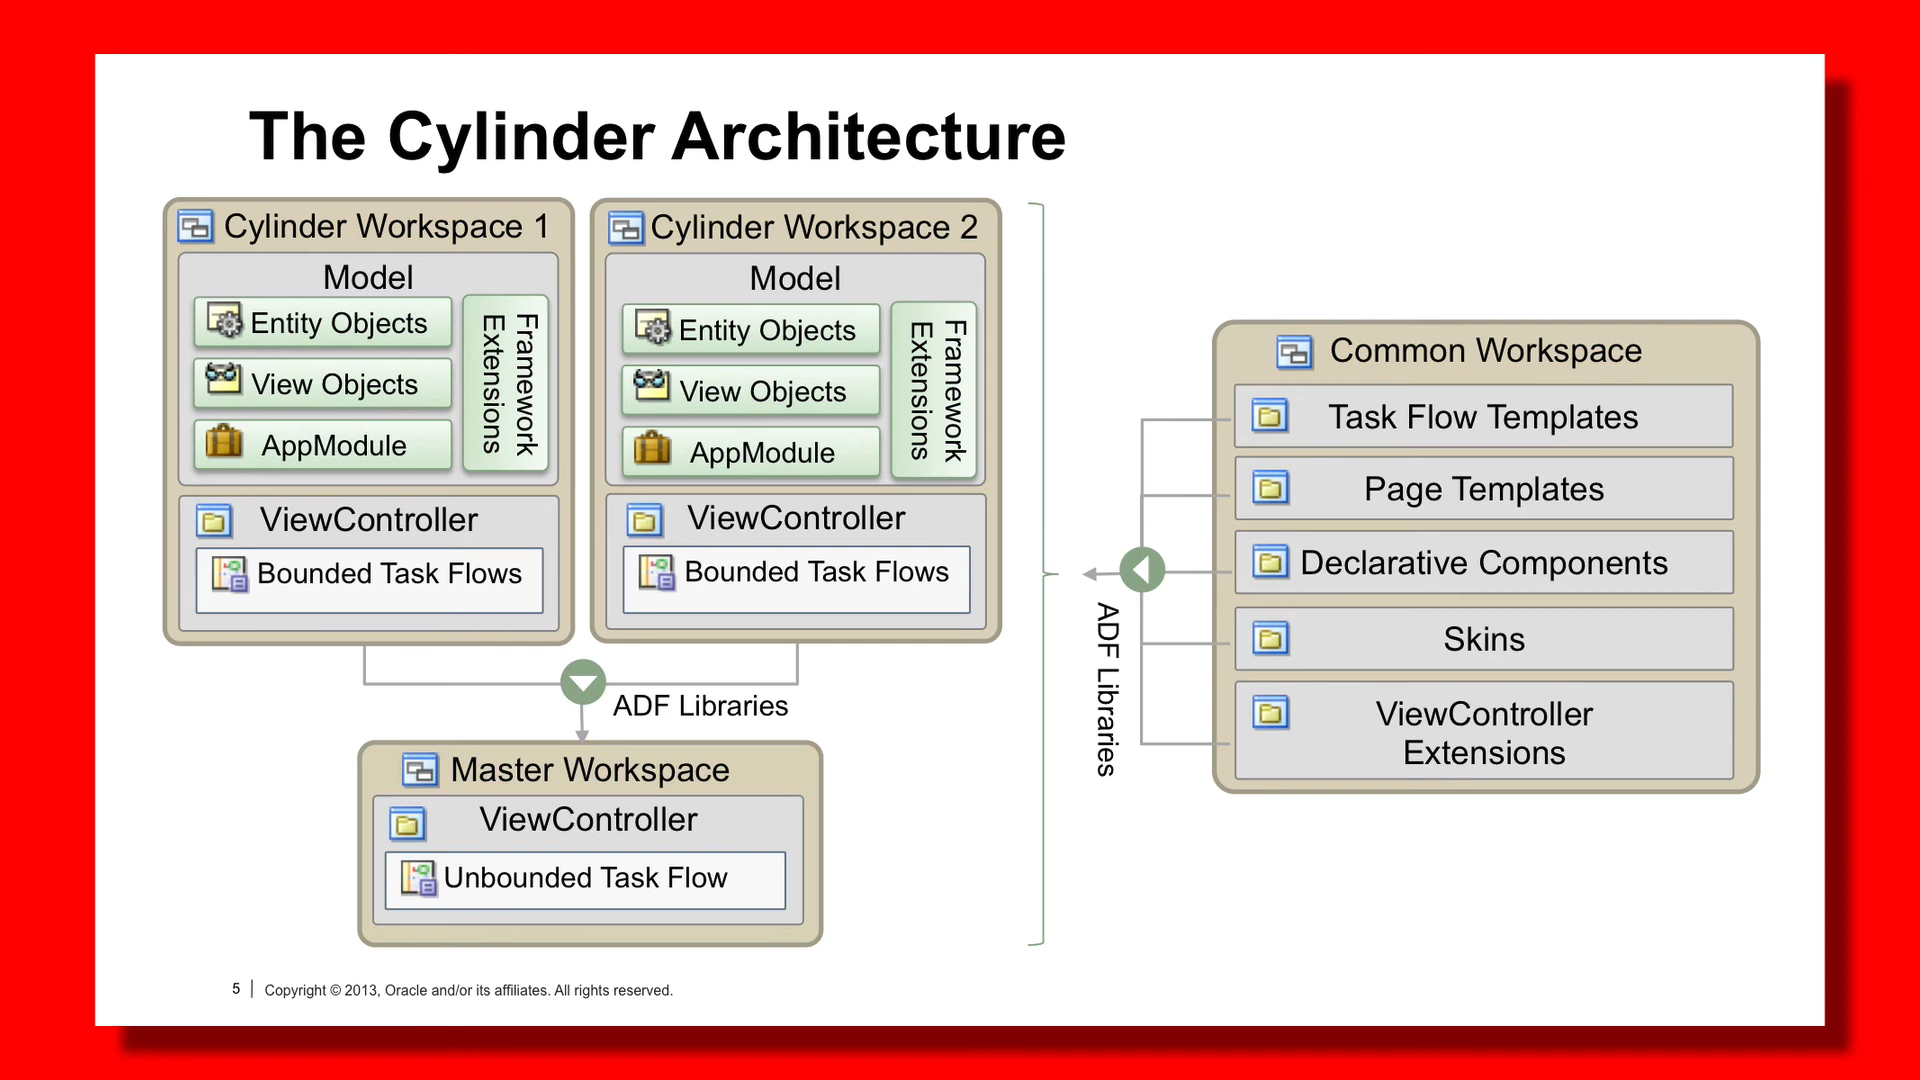 The Cylinder Architecture
Cylinder Workspace 1
Model
Entity Objects
View Objects
AppModule
Framework
Extensions
ViewController
Bounded Task Flows
Cylinder Workspace 2
Model
Entity Objects
View Objects
AppModule
Framework
Extensions
ViewController
Bounded Task Flows
ADF Libraries
Master Workspace
ViewController
Unbounded Task Flow
ADF Libraries
Common Workspace
Task Flow Templates
Page Templates
Declarative Components
Skins
ViewController
Extensions
5 Copyright © 2013, Oracle and/or its affiliates. All rights reserved.